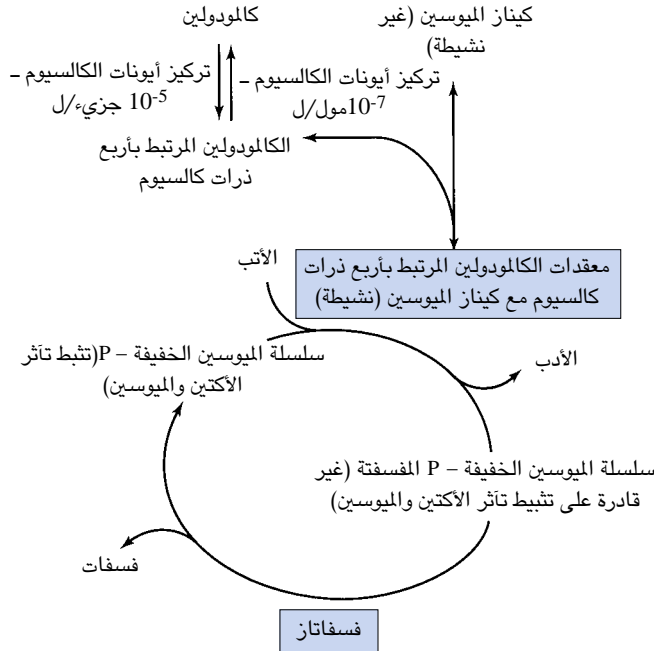 كالمودولين
كيناز الميوسين (غير
نشيطة)
تركيز أيونات الكالسيوم –
10-5 جزيء/ل
تركيز أيونات الكالسيوم –
10-7مول/ل
الكالمودولين المرتبط بأربع
ذرات كالسيوم
معقدات الكالمودولين المرتبط بأربع ذرات
كالسيوم مع كيناز الميوسين (نشيطة)
الأتب
سلسلة الميوسين الخفيفة – P(تثبط تآثر
الأكتين والميوسين)
الأدب
سلسلة الميوسين الخفيفة – P المفسفتة (غير
قادرة على تثبيط تآثر الأكتين والميوسين)
فسفات
فسفاتاز